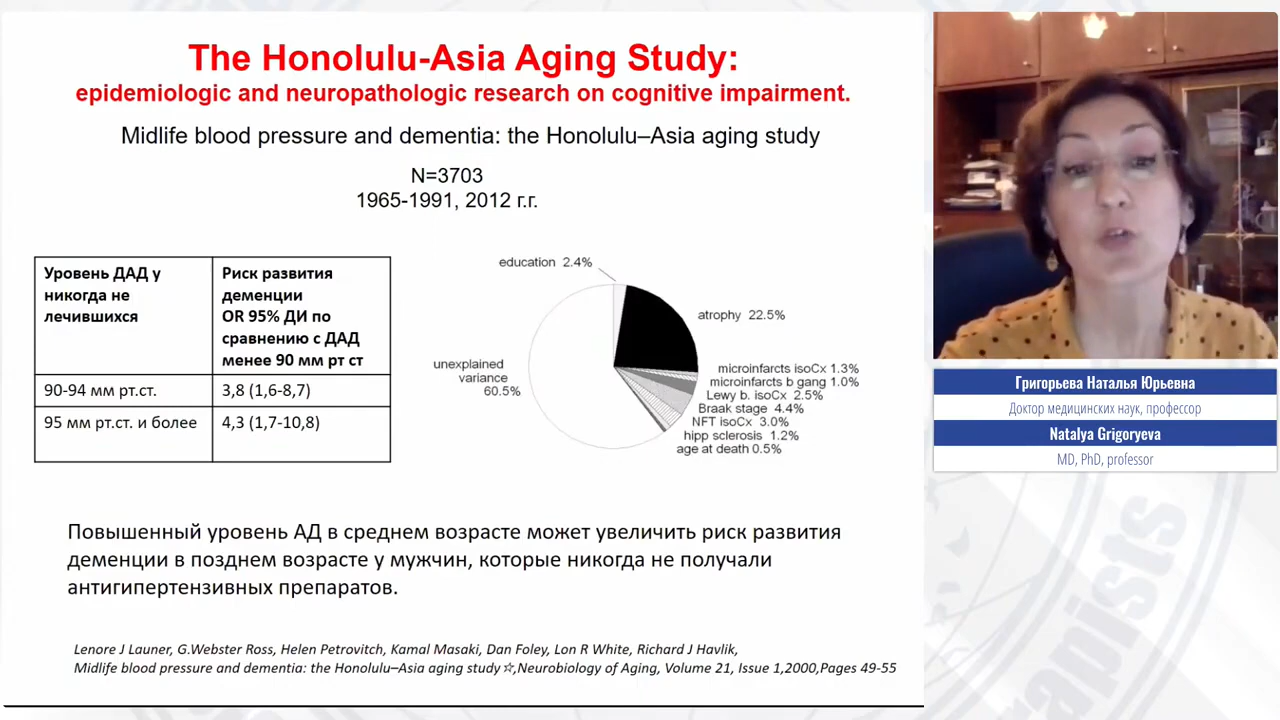 The Honolulu-Asia Aging Study:
epidemiologic and neuropathologic research on cognitive impairment.
Midlife blood pressure and dementia: the Honolulu–Asia aging study
N=3703
1965-1991, 2012 г.г.
Уровень ДАД у
никогда не
лечившихся
Риск развития
деменции
OR 95% ДИ по
сравнению с ДАД
менее 90 мм рт ст
90-94 мм рт.ст.
3,8 (1,6-8,7)
95 мм рт.ст. и более
4,3 (1,7-10,8)
education 2.4%
atrophy 22.5%
microinfarcts isoCx 1.3%
microinfarcts b gang 1.0%
Lewy b. isoCx 2.5%
Braak stage 4.4%
NFT isoCx 3.0%
hipp sclerosis 1.2%
age at death 0.5%
unexplained
variance
60.5%
Повышенный уровень АД в среднем возрасте может увеличить риск развития
деменции в позднем возрасте у мужчин, которые никогда не получали
антигипертензивных препаратов.
Lenore J Launer, G.Webster Ross, Helen Petrovitch, Kamal Masaki, Dan Foley, Lon R White, Richard J Havlik,
Midlife blood pressure and dementia: the Honolulu–Asia aging study☆,Neurobiology of Aging, Volume 21, Issue 1,2000,Pages 49-55
Григорьева Наталья Юрьевна
Доктор медицинских наук, профессор
Natalya Grigoryeva
MD, PhD, professor